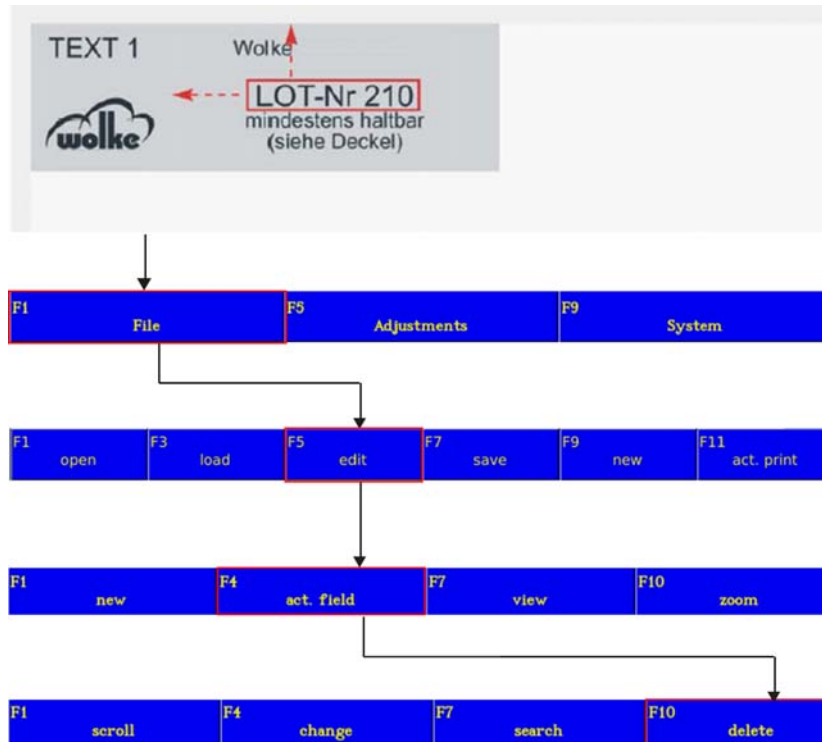 TEXT 1 Wolke
LOT-Nr 210
wolke mindestens haltbar
(siehe Deckel)
F1 F5 F9
File Adjustments System
F1 F3 F5 F7 F9 F11
open load edit save new act. print
F1 F4 F7 F10
new act. field view zoom
F1 F4 F7 F10
scroll change search delete